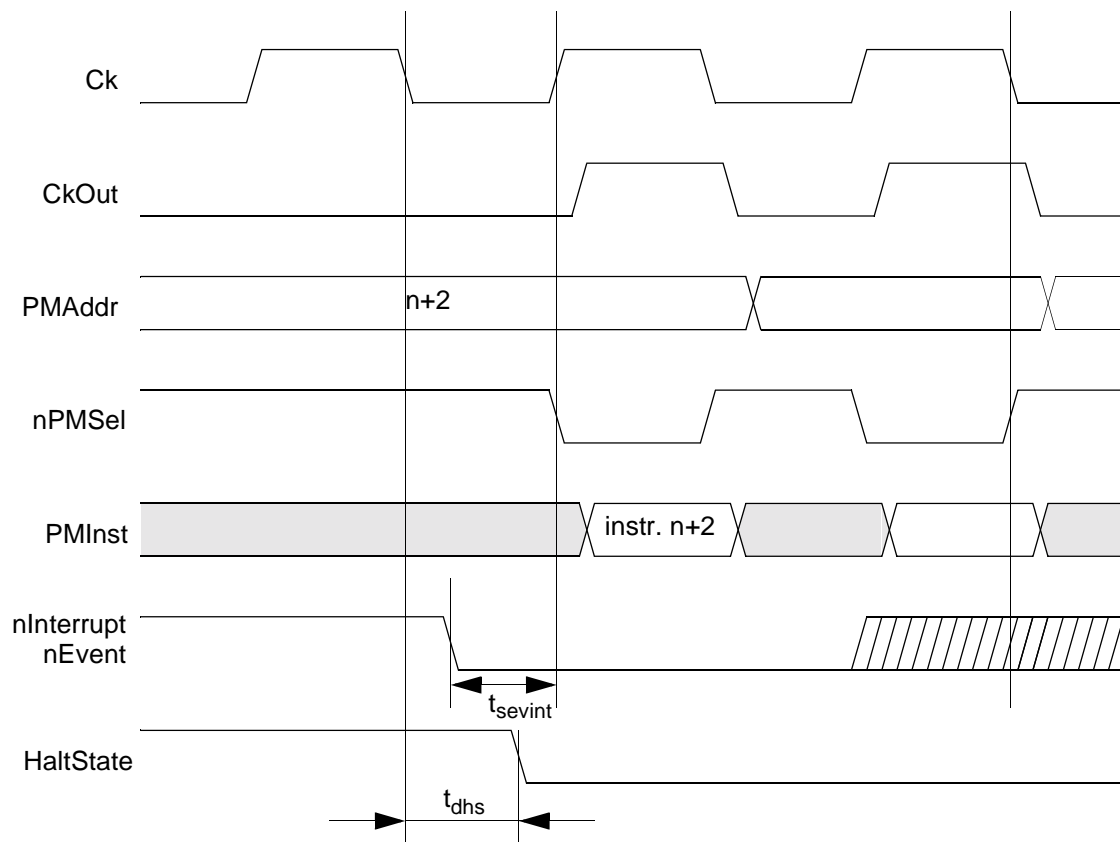 Ck
CkOut
PMAddr
n+2
nPMSel
PMInst
instr. n+2
nInterrupt
nEvent
tsevint
HaltState
tdhs